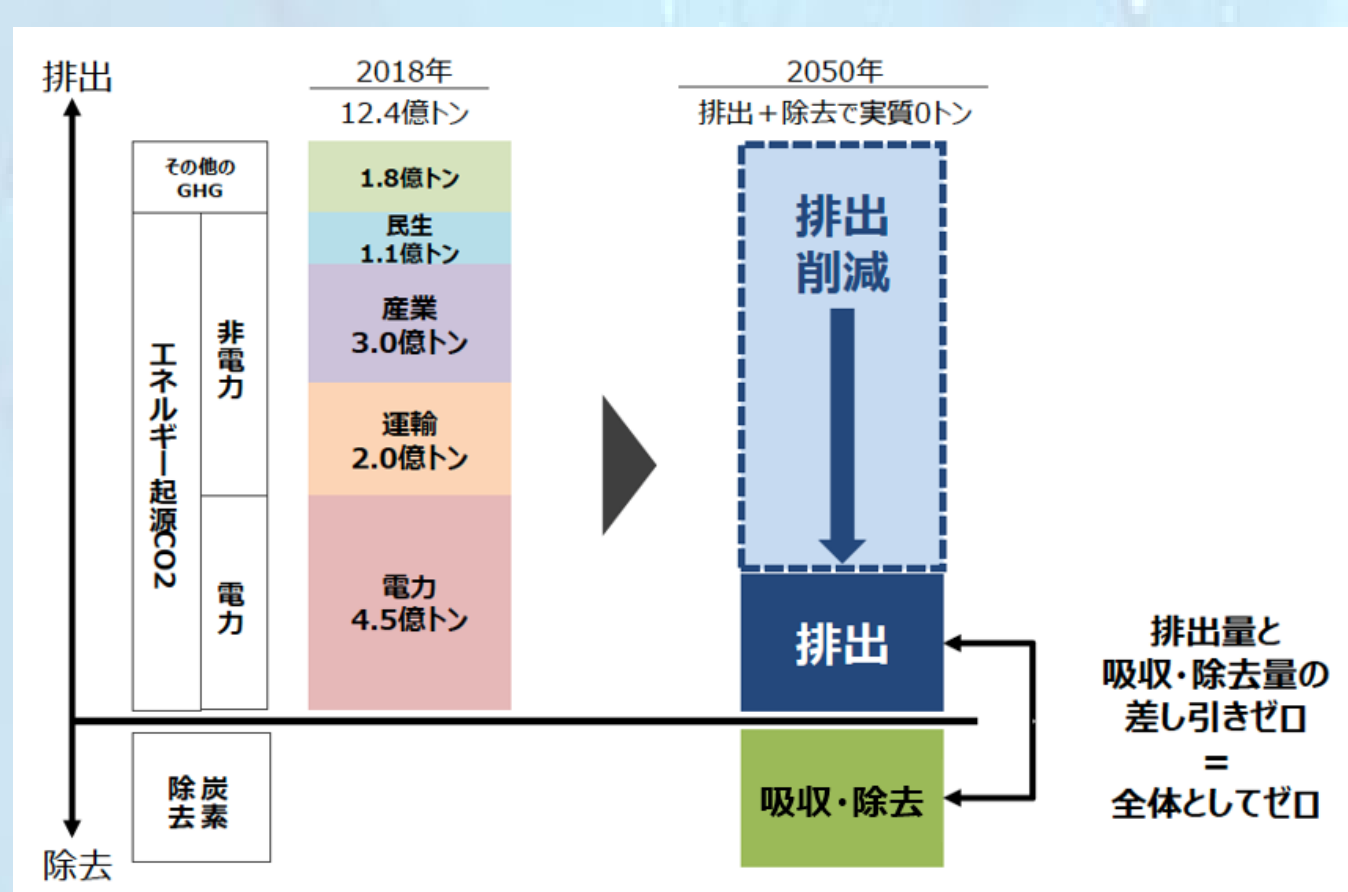 排出
2018年
12.4億トン
2050年
排出＋除去で実質0トン
その他の
GHG
エネルギー起源CO2
非電力
電力
1.8億トン
民生
1.1億トン
産業
3.0億トン
運輸
2.0億トン
電力
4.5億トン
排出
削減
排出
吸収・除去
排出量と
吸収・除去量の
差し引きゼロ
=
全体としてゼロ
炭素
除去
除去